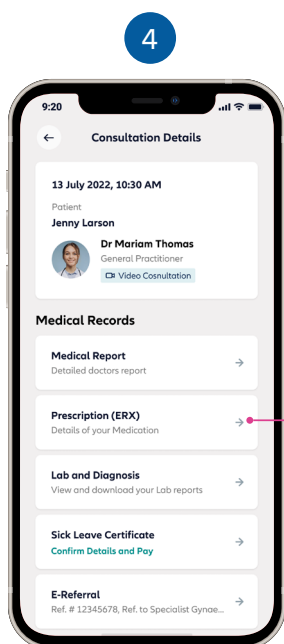 4
9:20
Consultation Details
13 July 2022, 10:30 AM
Patient
Jenny Larson
Dr Mariam Thomas
General Practitioner
Video Cosnultation
Medical Records
Medical Report
Detailed doctors report
Prescription (ERX)
Details of your Medication
Lab and Diagnosis
View and download your Lab reports
Sick Leave Certificate
Confirm Details and Pay
E-Referral
Ref. # 12345678, Ref. to Specialist Gynae...